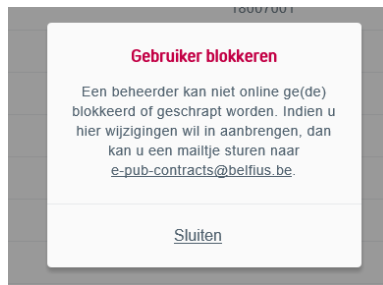 18007001
Gebruiker blokkeren
Een beheerder kan niet online ge(de)
blokkeerd of geschrapt worden. Indien u
hier wijzigingen wil in aanbrengen, dan
kan u een mailtje sturen naar
e-pub-contracts@belfius.be.
Sluiten